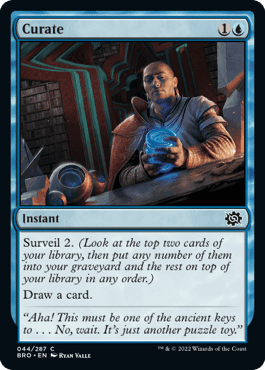 Curate 1
Instant
Surveil 2. (Look at the top two cards of
your library, then put any number of them
into your graveyard and the rest on top of
your library in any order.)
Draw a card.
“Aha! This must be one of the ancient keys
to . . . No, wait. It’s just another puzzle toy.”
044/287 C
BRO • EN Ryan Valle
™ & © 2022 Wizards of the Coast